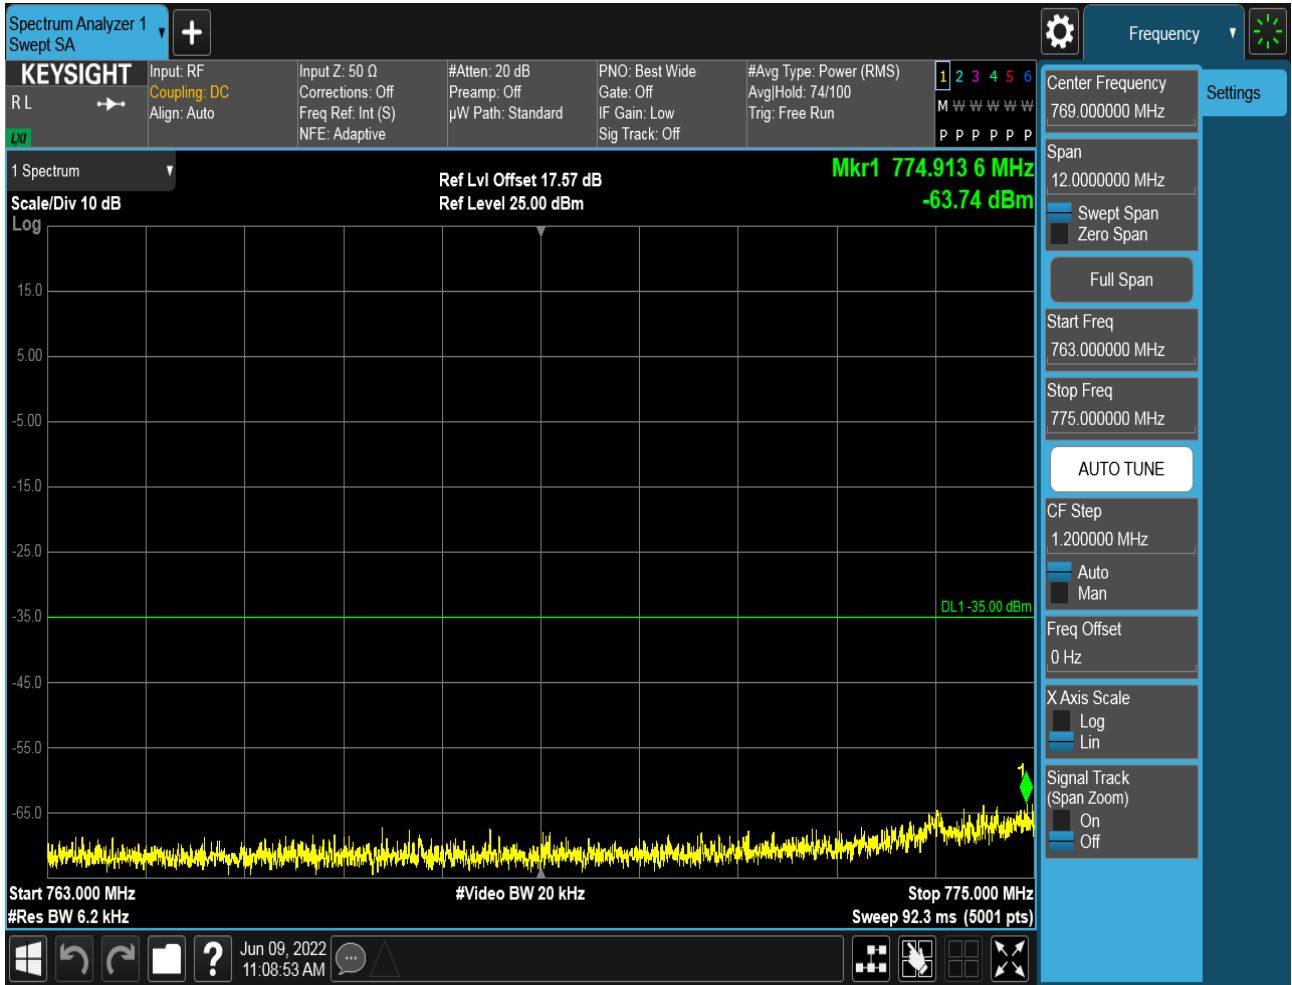 Spectrum Analyzer 1
Swept SA
Frequency
KEYSIGHT
R L
LXI
Input: RF
Coupling: DC
Align: Auto
Input Z: 50 Ω
Corrections: Off
Freq Ref: Int (S)
NFE: Adaptive
#Atten: 20 dB
Preamp: Off
µW Path: Standard
PNO: Best Wide
Gate: Off
IF Gain: Low
Sig Track: Off
#Avg Type: Power (RMS)
Avg|Hold: 74/100
Trig: Free Run
1 2 3 4 5 6
M W W W W W
P P P P P P
1 Spectrum
Scale/Div 10 dB
Log
Ref Lvl Offset 17.57 dB
Ref Level 25.00 dBm
Mkr1 774.913 6 MHz
-63.74 dBm
15.0
5.00
-5.00
-15.0
-25.0
-35.0
-45.0
-55.0
-65.0
DL1 -35.00 dBm
1
Start 763.000 MHz
#Res BW 6.2 kHz
#Video BW 20 kHz
Stop 775.000 MHz
Sweep 92.3 ms (5001 pts)
Center Frequency
769.000000 MHz
Span
12.0000000 MHz
Swept Span
Zero Span
Full Span
Start Freq
763.000000 MHz
Stop Freq
775.000000 MHz
AUTO TUNE
CF Step
1.200000 MHz
Auto
Man
Freq Offset
0 Hz
X Axis Scale
Log
Lin
Signal Track
(Span Zoom)
On
Off
Settings
?
Jun 09, 2022
11:08:53 AM